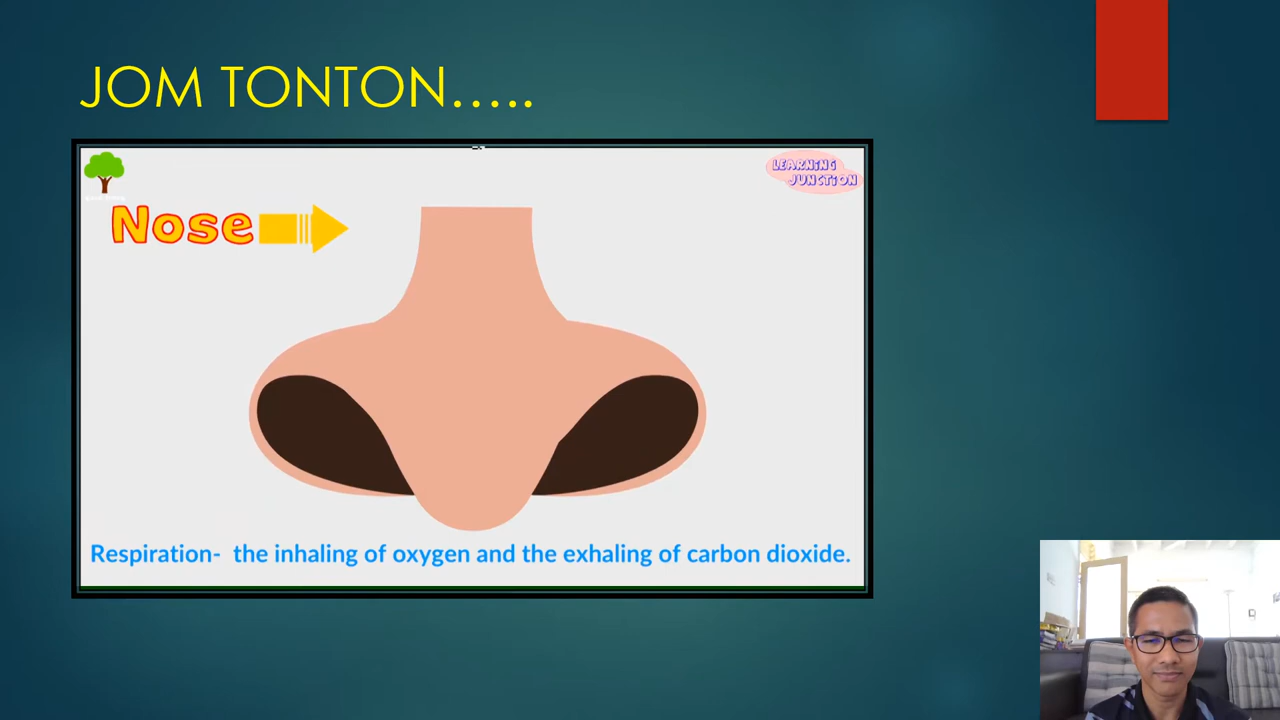 JOM TONTON.....
LEARNING
JUNCTION
Nose
Respiration-  the inhaling of oxygen and the exhaling of carbon dioxide.